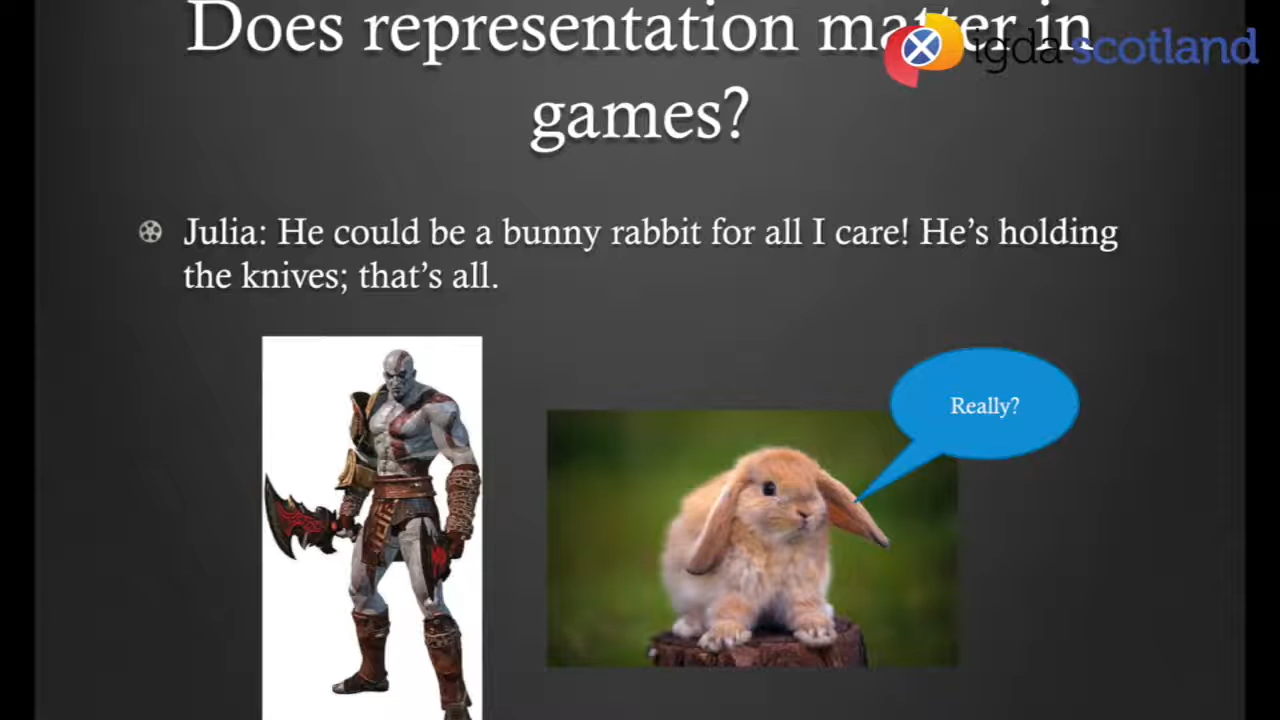 Does representation matter in
games?
igda scotland
Julia: He could be a bunny rabbit for all I care! He's holding
the knives; that's all.
Really?